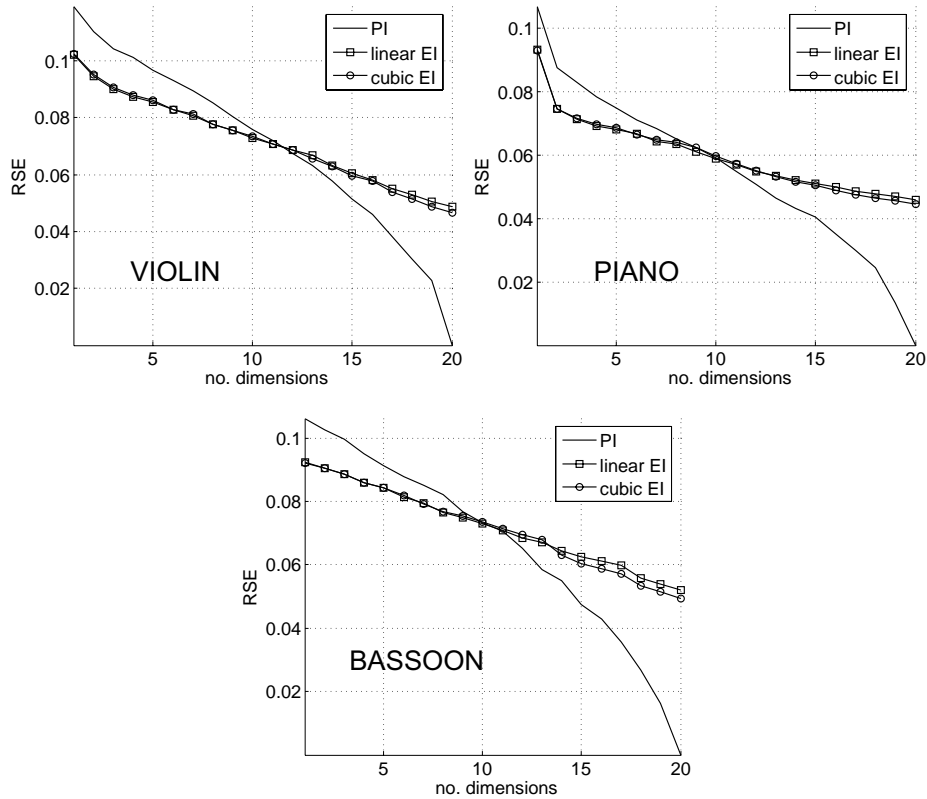 0.1
0.08
0.06
0.04
0.02
RSE
PI
linear EI
cubic EI
VIOLIN
5
10
15
20
no. dimensions
0.1
0.08
0.06
0.04
0.02
RSE
PI
linear EI
cubic EI
PIANO
5
10
15
20
no. dimensions
0.1
0.08
0.06
0.04
0.02
RSE
PI
linear EI
cubic EI
BASSOON
5
10
15
20
no. dimensions